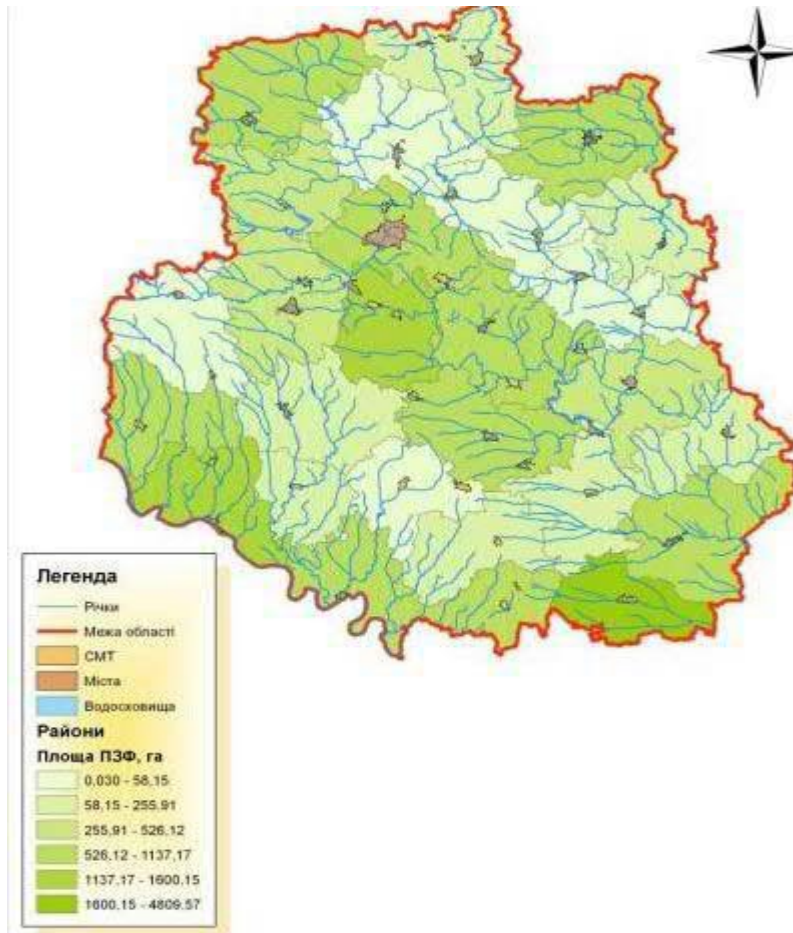 Легенда
Річки
Межа області
СМТ
Міста
Водосховища
Райони
Площа ПЗФ, га
0,030 - 58,15
58,15 - 255,91
255,91 - 526,12
526,12 - 1137,17
1137,17 - 1600,15
1600,15 - 4809,57